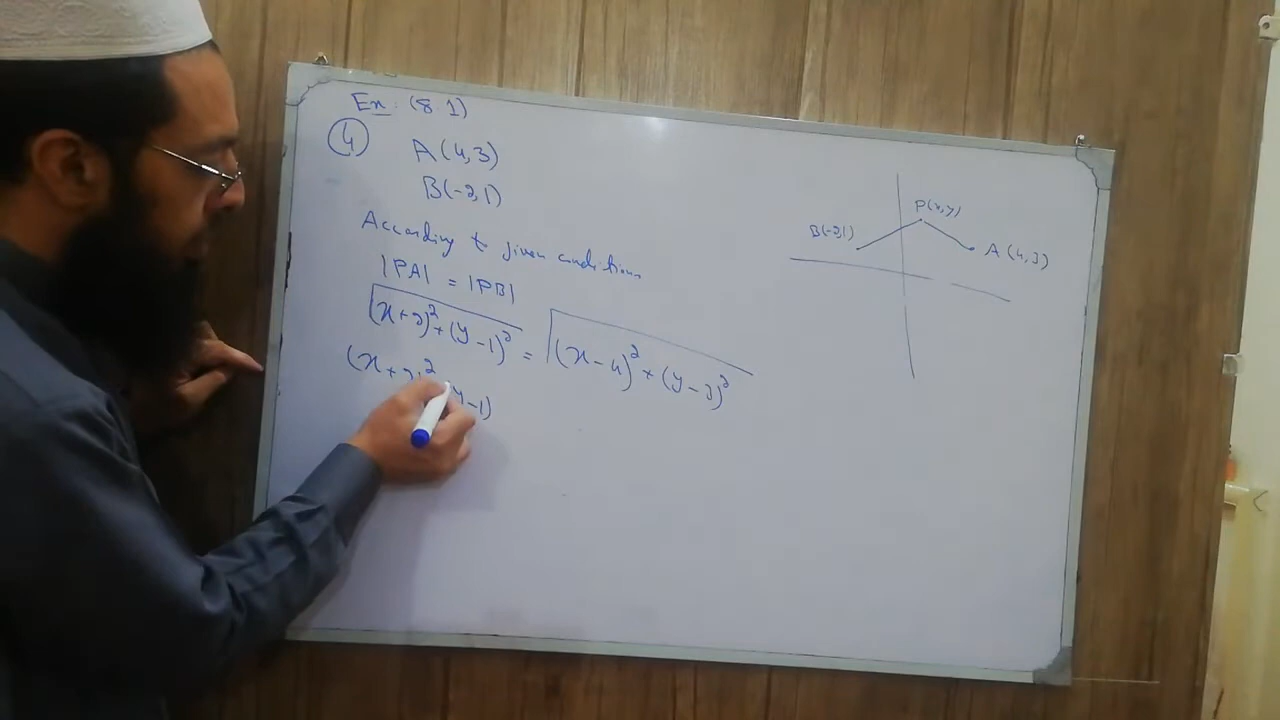 Ex: (8.1)
4
A(4,3)
B(-2,1)
According to given conditions
|PA| = |PB|
√(x+2)²+(y-1)² = √(x-4)²+(y-3)²
(x+2)² y-1)
P(x,y)
B(-2,1)
A(4,3)